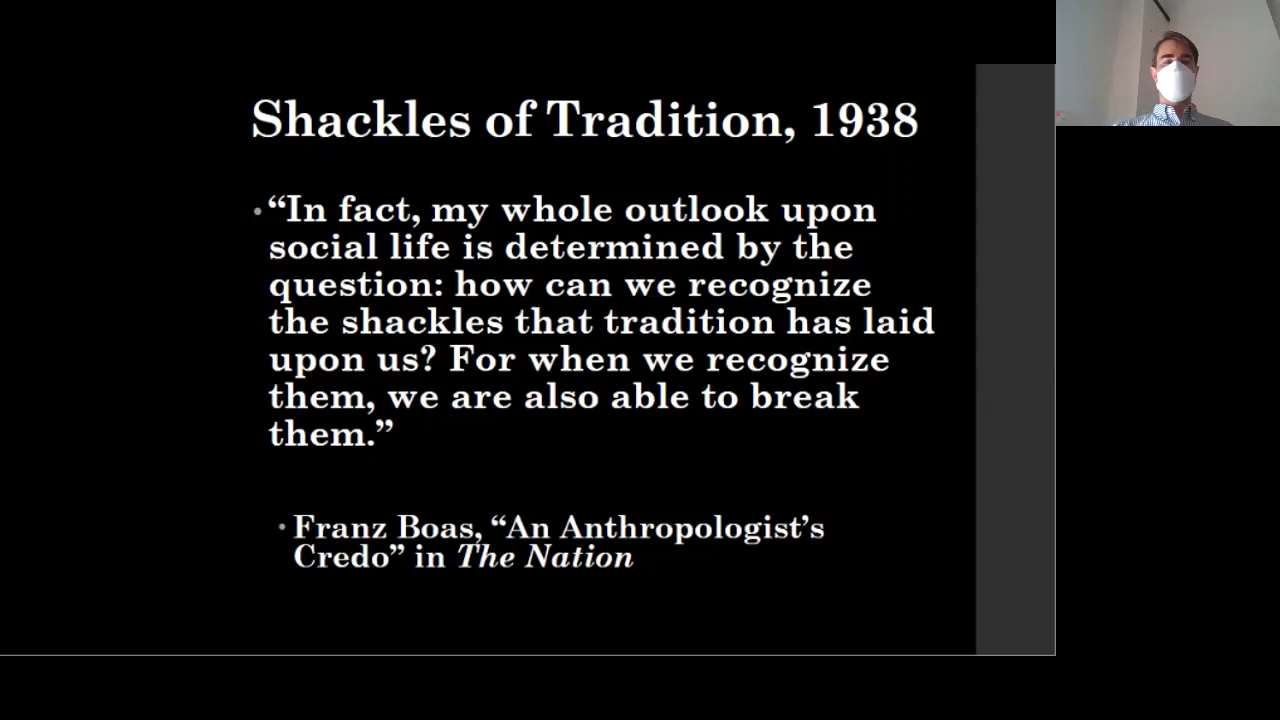 Shackles of Tradition, 1938
“In fact, my whole outlook upon
social life is determined by the
question: how can we recognize
the shackles that tradition has laid
upon us? For when we recognize
them, we are also able to break
them.”
Franz Boas, “An Anthropologist’s
Credo” in The Nation